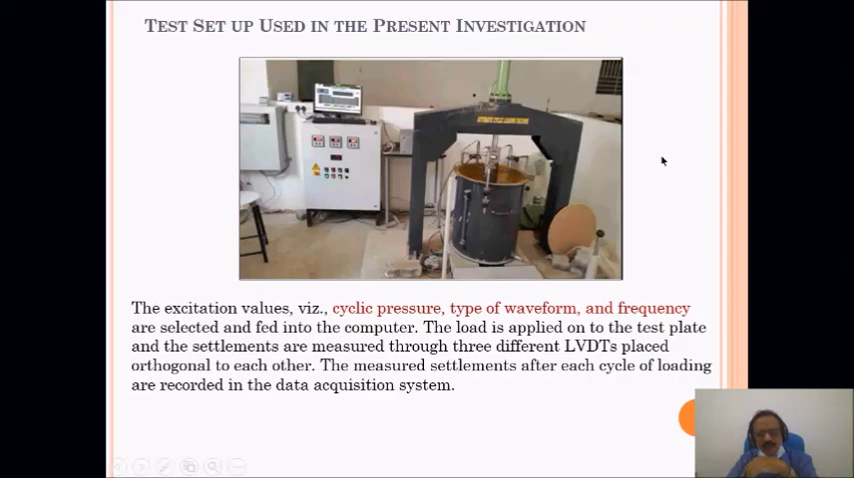 TEST SET UP USED IN THE PRESENT INVESTIGATION
The excitation values, viz., cyclic pressure, type of waveform, and frequency
are selected and fed into the computer. The load is applied on to the test plate
and the settlements are measured through three different LVDTs placed
orthogonal to each other. The measured settlements after each cycle of loading
are recorded in the data acquisition system.